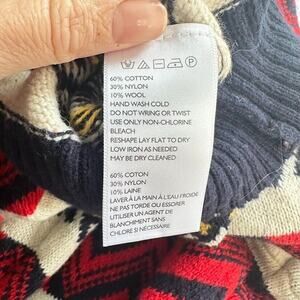 60% COTTON
30% NYLON
10% WOOL
HAND WASH COLD
DO NOT WRING OR TWIST
USE ONLY NON-CHLORINE
BLEACH
RESHAPE LAY FLAT TO DRY
LOW IRON AS NEEDED
MAY BE DRY CLEANED
60% COTON
30% NYLON
10% LAINE
LAVER À LA MAIN À L'EAU FROIDE
NE PAS TORDE OU ESSORER
UTILISER UN AGENT DE
BLANCHIMENT SANS
CHLORE SI NÉCESSAIRE